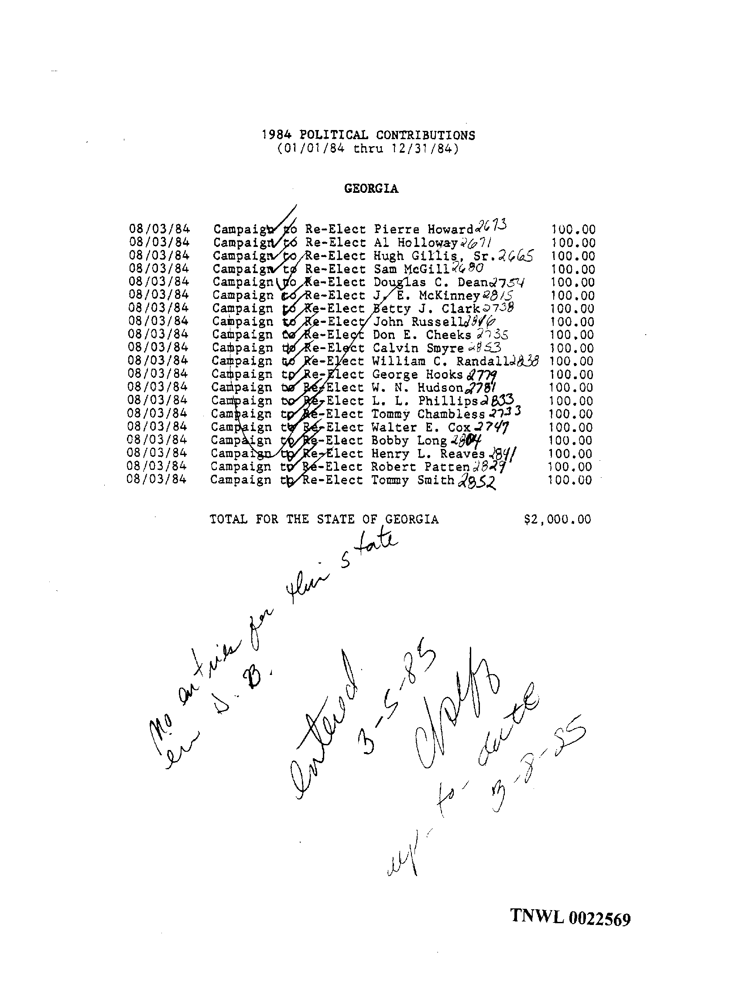 1984 POLITICAL CONTRIBUTIONS
(01/01/84 thru 12/31/84)
GEORGIA
08/03/84 Campaign to Re-Elect Pierre Howard 2673 100.00
08/03/84 Campaign to Re-Elect Al Holloway 2671 100.00
08/03/84 Campaign to Re-Elect Hugh Gillis, Sr. 2665 100.00
08/03/84 Campaign to Re-Elect Sam McGill 2680 100.00
08/03/84 Campaign to Re-Elect Douglas C. Dean 2754 100.00
08/03/84 Campaign to Re-Elect J. E. McKinney 2815 100.00
08/03/84 Campaign to Re-Elect Betty J. Clark 2738 100.00
08/03/84 Campaign to Re-Elect John Russell 2846 100.00
08/03/84 Campaign to Re-Elect Don E. Cheeks 2735 100.00
08/03/84 Campaign to Re-Elect Calvin Smyre 2853 100.00
08/03/84 Campaign to Re-Elect William C. Randall 2838 100.00
08/03/84 Campaign to Re-Elect George Hooks 2779 100.00
08/03/84 Campaign to Re-Elect W. N. Hudson 2781 100.00
08/03/84 Campaign to Re-Elect L. L. Phillips 2833 100.00
08/03/84 Campaign to Re-Elect Tommy Chambless 2733 100.00
08/03/84 Campaign to Re-Elect Walter E. Cox 2747 100.00
08/03/84 Campaign to Re-Elect Bobby Long 2804 100.00
08/03/84 Campaign to Re-Elect Henry L. Reaves 2841 100.00
08/03/84 Campaign to Re-Elect Robert Patten 2829 100.00
08/03/84 Campaign to Re-Elect Tommy Smith 2852 100.00
TOTAL FOR THE STATE OF GEORGIA $2,000.00
No entries for this state
in D.B.
entered
3-5-85
up-to-date
3-8-85
TNWL 0022569